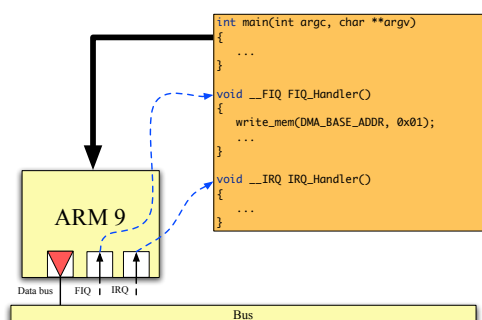 int main(int argc, char **argv)
{
...
}
void __FIQ FIQ_Handler()
{
write_mem(DMA_BASE_ADDR, 0x01);
...
}
void __IRQ IRQ_Handler()
{
...
}
ARM 9
Data bus
FIQ
IRQ
Bus